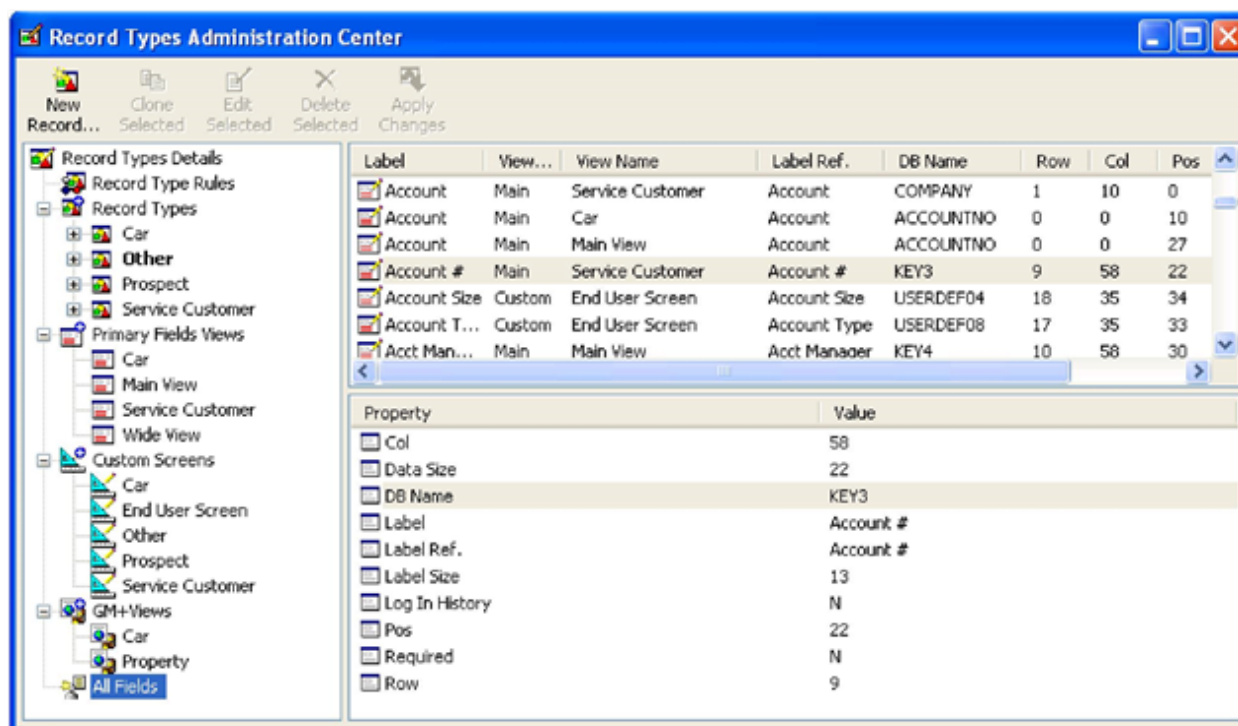 Record Types Administration Center
New Record... Clone Selected Edit Selected Delete Selected Apply Changes
Record Types Details
Record Type Rules
Record Types
Car
Other
Prospect
Service Customer
Primary Fields Views
Car
Main View
Service Customer
Wide View
Custom Screens
Car
End User Screen
Other
Prospect
Service Customer
GM+Views
Car
Property
All Fields
Label View... View Name Label Ref. DB Name Row Col Pos
Account Main Service Customer Account COMPANY 1 10 0
Account Main Car Account ACCOUNTNO 0 0 10
Account Main Main View Account ACCOUNTNO 0 0 27
Account # Main Service Customer Account # KEY3 9 58 22
Account Size Custom End User Screen Account Size USERDEF04 18 35 34
Account T... Custom End User Screen Account Type USERDEF08 17 35 33
Acct Man... Main Main View Acct Manager KEY4 10 58 30
Property Value
Col 58
Data Size 22
DB Name KEY3
Label Account #
Label Ref. Account #
Label Size 13
Log In History N
Pos 22
Required N
Row 9